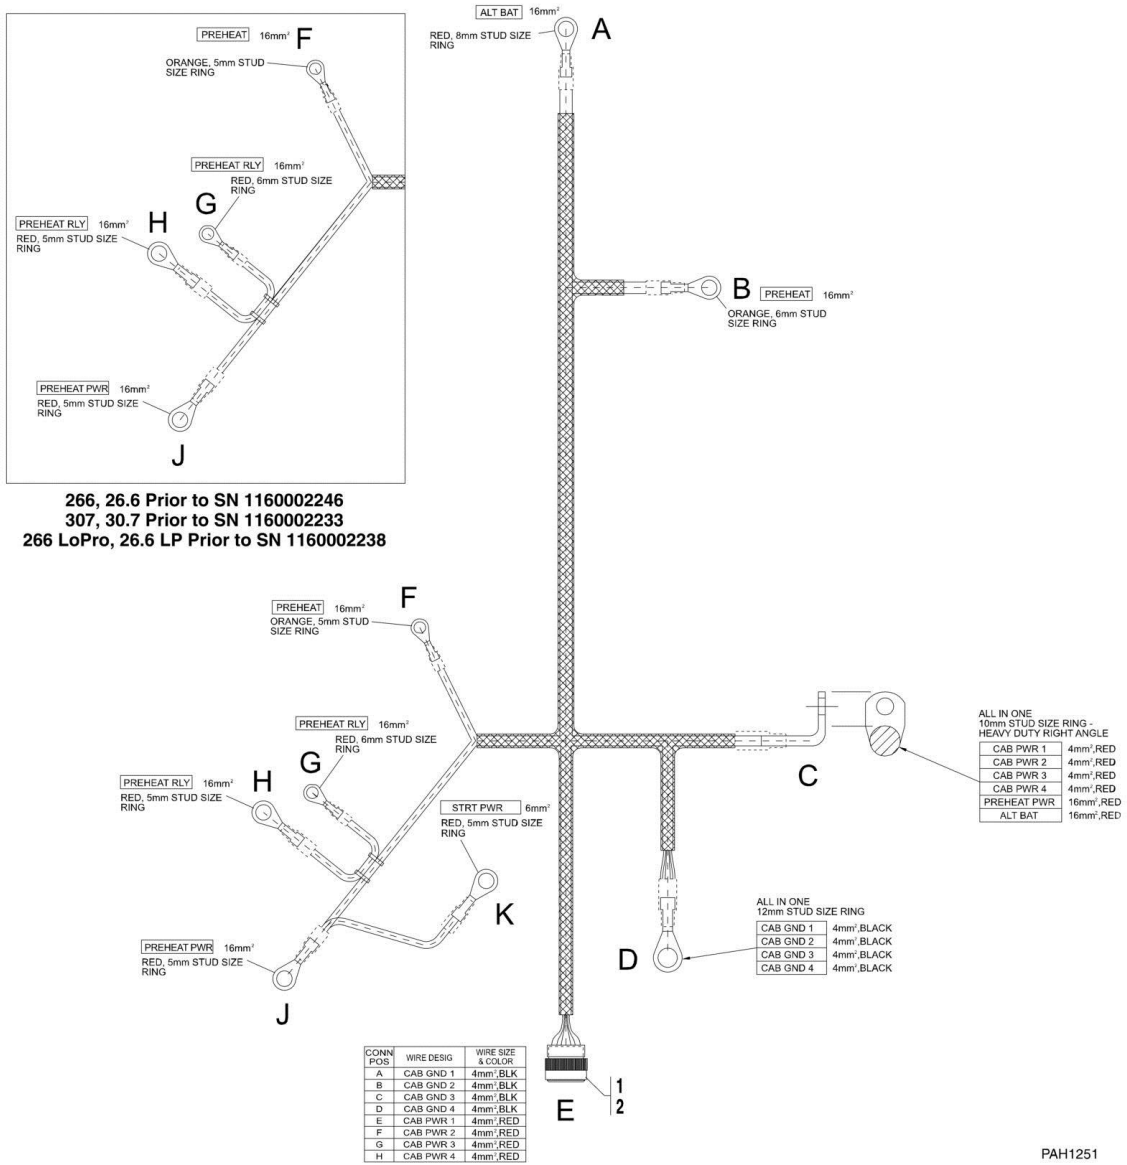 PREHEAT 16mm² F
ORANGE, 5mm STUD
SIZE RING
PREHEAT RLY 16mm²
RED, 6mm STUD SIZE
RING
G
PREHEAT RLY 16mm² H
RED, 5mm STUD SIZE
RING
PREHEAT PWR 16mm²
RED, 5mm STUD SIZE
RING
J
266, 26.6 Prior to SN 1160002246
307, 30.7 Prior to SN 1160002233
266 LoPro, 26.6 LP Prior to SN 1160002238
ALT BAT 16mm²
RED, 8mm STUD SIZE
RING
A
B PREHEAT 16mm²
ORANGE, 6mm STUD
SIZE RING
F
PREHEAT 16mm²
ORANGE, 5mm STUD
SIZE RING
PREHEAT RLY 16mm²
RED, 6mm STUD SIZE
RING
G
H
PREHEAT RLY 16mm²
RED, 5mm STUD SIZE
RING
STRT PWR 6mm²
RED, 5mm STUD SIZE
RING
K
PREHEAT PWR 16mm²
RED, 5mm STUD SIZE
RING
J
C
ALL IN ONE
10mm STUD SIZE RING -
HEAVY DUTY RIGHT ANGLE
CAB PWR 1 4mm²,RED
CAB PWR 2 4mm²,RED
CAB PWR 3 4mm²,RED
CAB PWR 4 4mm²,RED
PREHEAT PWR 16mm²,RED
ALT BAT 16mm²,RED
D
ALL IN ONE
12mm STUD SIZE RING
CAB GND 1 4mm²,BLACK
CAB GND 2 4mm²,BLACK
CAB GND 3 4mm²,BLACK
CAB GND 4 4mm²,BLACK
CONN POS WIRE DESIG WIRE SIZE & COLOR
A CAB GND 1 4mm²,BLK
B CAB GND 2 4mm²,BLK
C CAB GND 3 4mm²,BLK
D CAB GND 4 4mm²,BLK
E CAB PWR 1 4mm²,RED
F CAB PWR 2 4mm²,RED
G CAB PWR 3 4mm²,RED
H CAB PWR 4 4mm²,RED
E
1
2
PAH1251